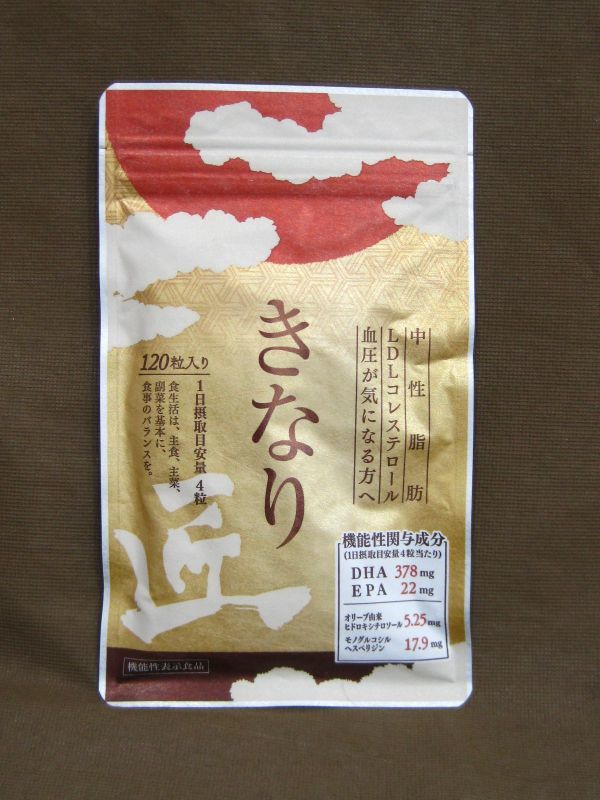 中性脂肪
LDLコレステロール
血圧が気になる方へ
きなり
120粒入り
1日摂取目安量 4粒
食生活は、主食、主菜、
副菜を基本に、
食事のバランスを。
匠
機能性表示食品
機能性関与成分
(1日摂取目安量4粒当たり)
DHA 378mg
EPA 22mg
オリーブ由来
ヒドロキシチロソール 5.25mg
モノグルコシル
ヘスペリジン 17.9mg